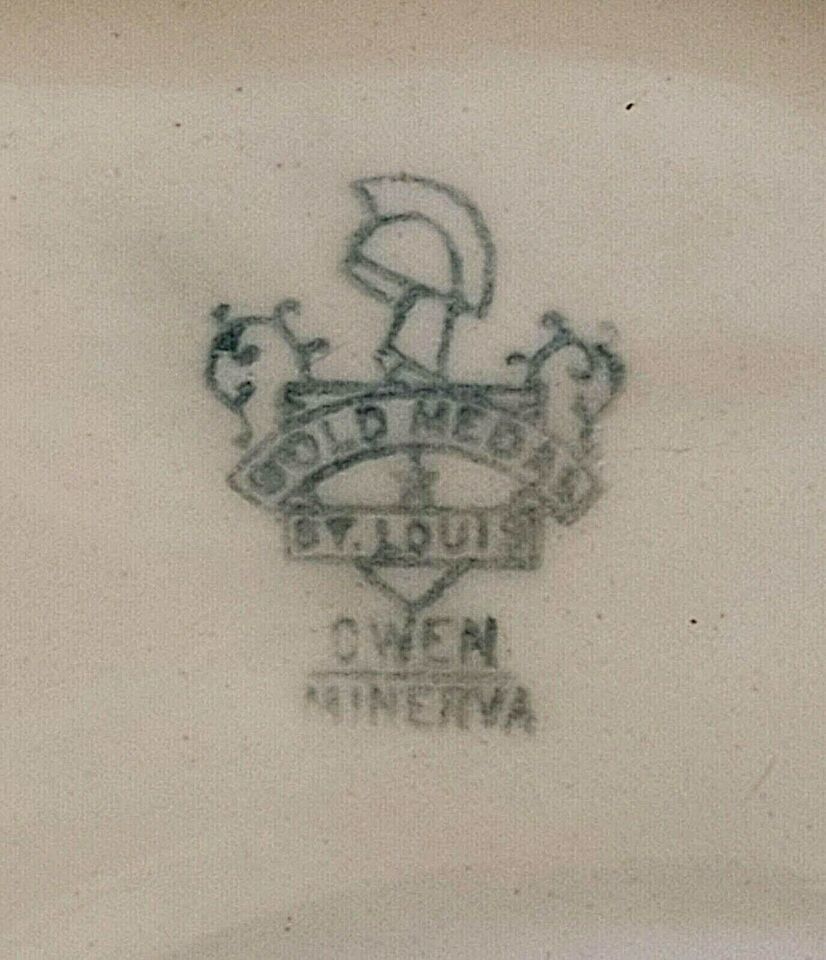 GOLD MEDAL
ST. LOUIS
OWEN
MINERVA